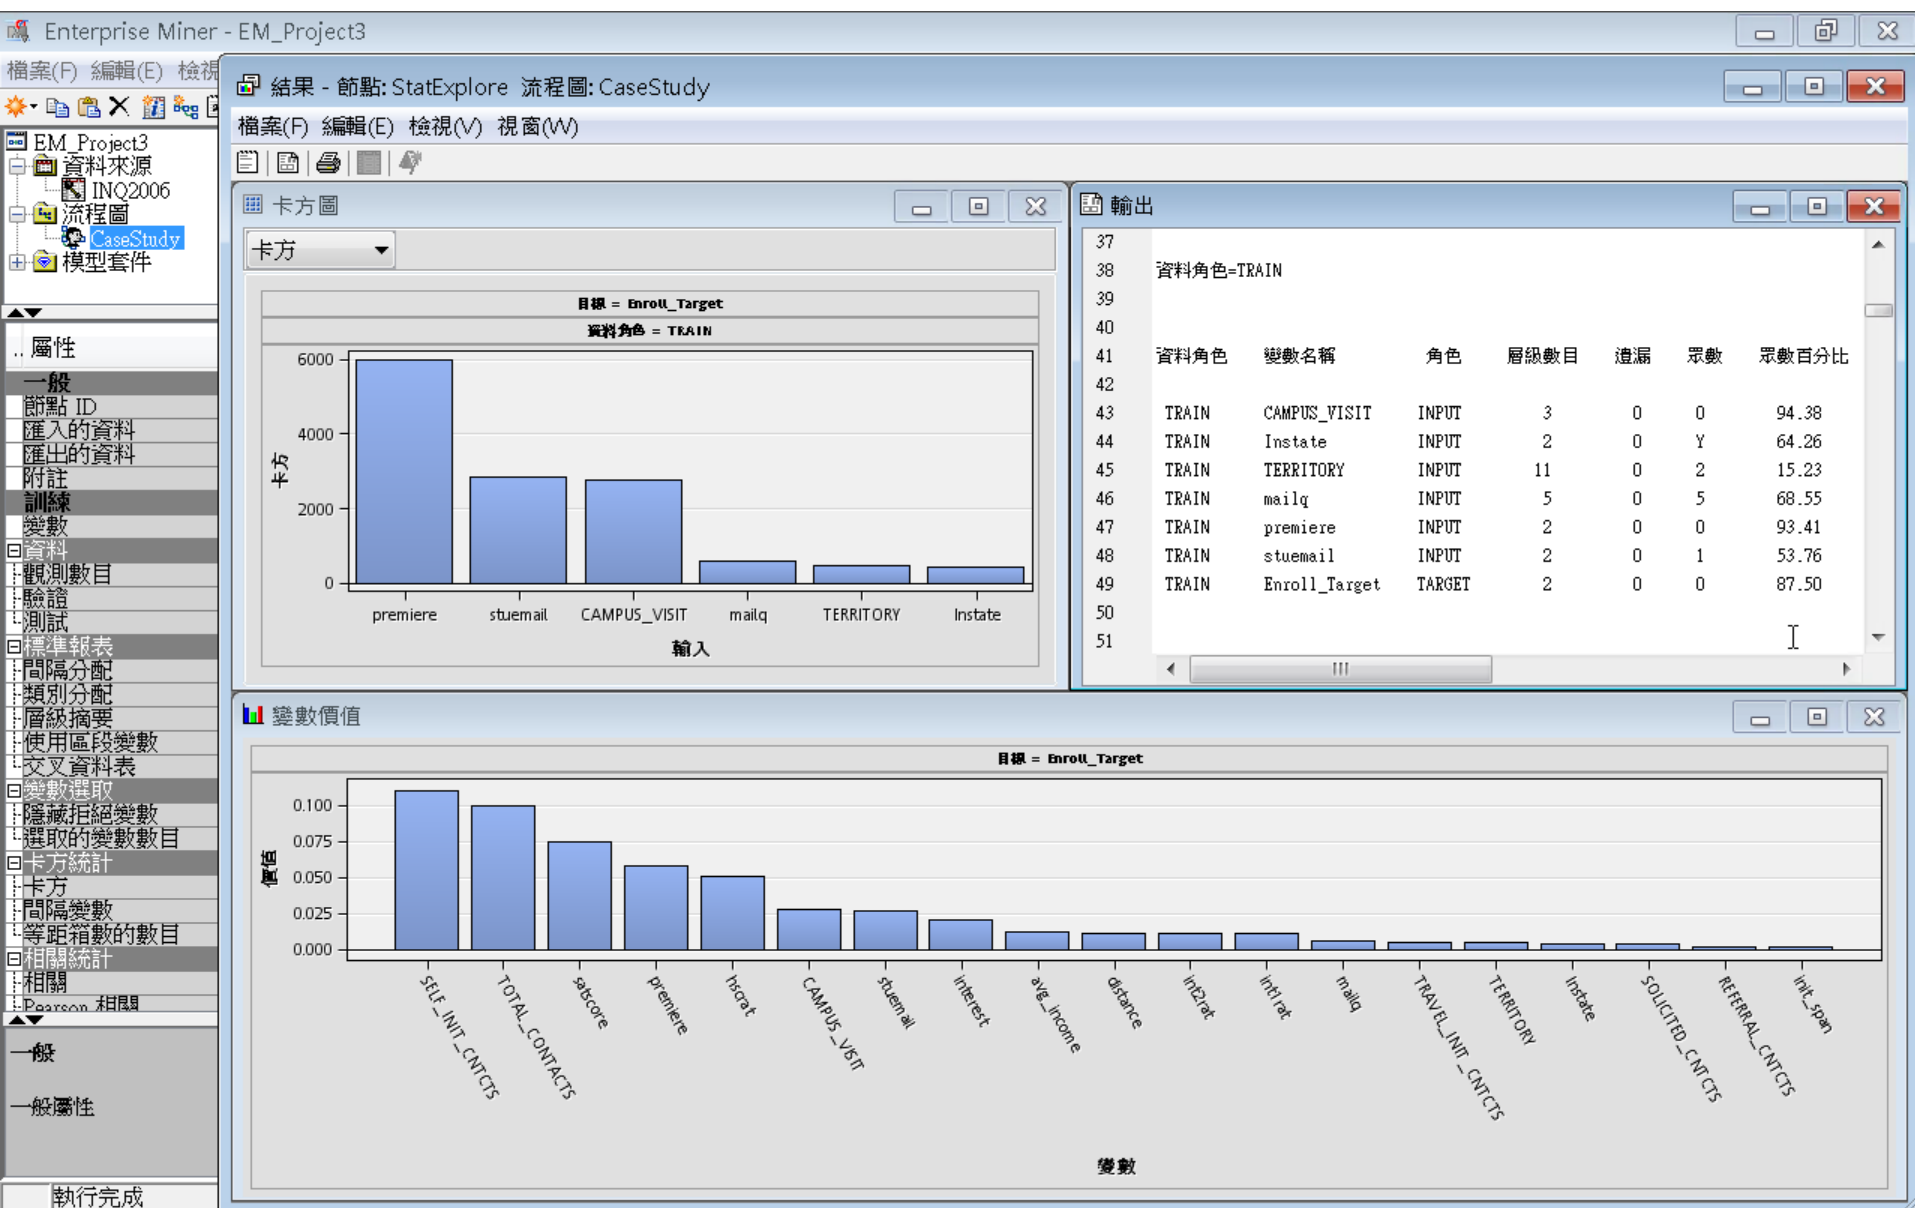 Enterprise Miner - EM_Project3
檔案(F) 編輯(E) 檢視
EM_Project3
資料來源
INQ2006
流程圖
CaseStudy
模型套件
.. 屬性
一般
節點 ID
匯入的資料
匯出的資料
附註
訓練
變數
資料
觀測數目
驗證
測試
標準報表
間隔分配
類別分配
層級摘要
使用區段變數
交叉資料表
變數選取
隱藏拒絕變數
選取的變數數目
卡方統計
卡方
間隔變數
等距箱數的數目
相關統計
相關
Pearson 相關
一般
一般屬性
執行完成
結果 - 節點: StatExplore 流程圖: CaseStudy
檔案(F) 編輯(E) 檢視(V) 視窗(W)
卡方圖
卡方
目標 = Enroll_Target
資料角色 = TRAIN
卡方
6000
4000
2000
0
premiere stuemail CAMPUS_VISIT mailq TERRITORY Instate
輸入
輸出
37
38 資料角色=TRAIN
39
40
41 資料角色 變數名稱 角色 層級數目 遺漏 眾數 眾數百分比
42
43 TRAIN CAMPUS_VISIT INPUT 3 0 0 94.38
44 TRAIN Instate INPUT 2 0 Y 64.26
45 TRAIN TERRITORY INPUT 11 0 2 15.23
46 TRAIN mailq INPUT 5 0 5 68.55
47 TRAIN premiere INPUT 2 0 0 93.41
48 TRAIN stuemail INPUT 2 0 1 53.76
49 TRAIN Enroll_Target TARGET 2 0 0 87.50
50
51
變數價值
目標 = Enroll_Target
價值
0.100
0.075
0.050
0.025
0.000
SELF_INIT_CNTCTS TOTAL_CONTACTS satscore premiere hscrat CAMPUS_VISIT stuemail interest avg_income distance int2rat int1rat mailq TRAVEL_INIT_CNTCTS TERRITORY Instate SOLICITED_CNTCTS REFERRAL_CNTCTS init_span
變數